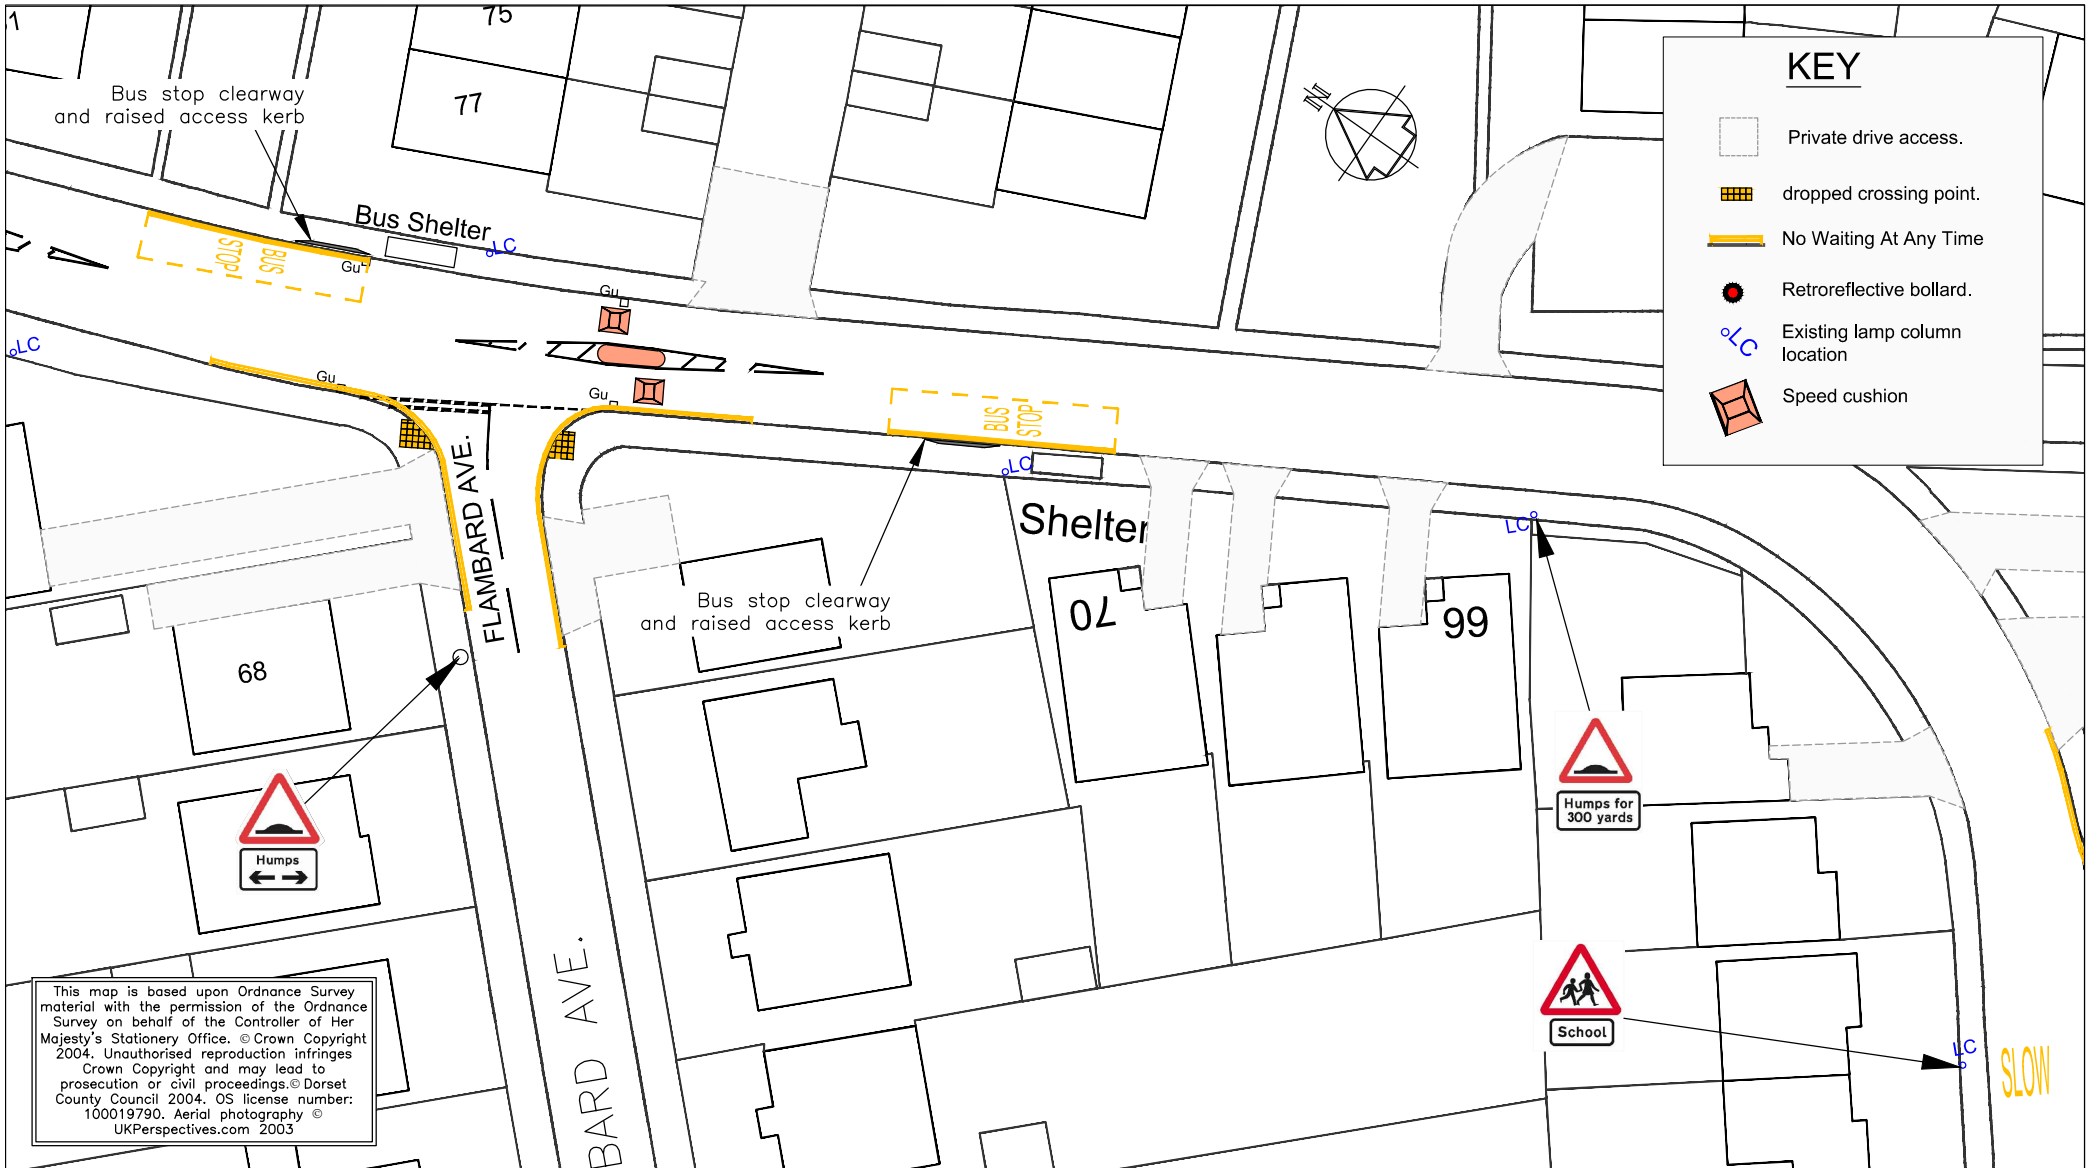 75
77
Bus stop clearway
and raised access kerb
Bus Shelter
LC
BUS
STOP
Gu
Gu
LC
Gu
Gu
BUS
STOP
LC
Shelter
FLAMBARD AVE.
Bus stop clearway
and raised access kerb
70
66
LC
68
Humps
Humps for
300 yards
School
LC
SLOW
BARD AVE.
N
KEY
Private drive access.
dropped crossing point.
No Waiting At Any Time
Retroreflective bollard.
LC
Existing lamp column
location
Speed cushion
This map is based upon Ordnance Survey
material with the permission of the Ordnance
Survey on behalf of the Controller of Her
Majesty's Stationery Office. © Crown Copyright
2004. Unauthorised reproduction infringes
Crown Copyright and may lead to
prosecution or civil proceedings.© Dorset
County Council 2004. OS license number:
100019790. Aerial photography ©
UKPerspectives.com 2003